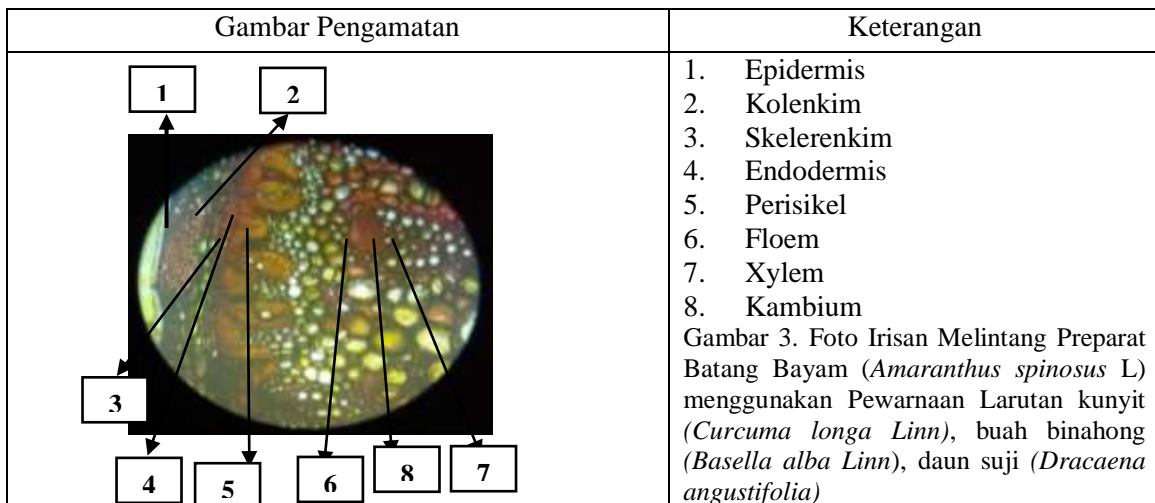 Gambar Pengamatan
Keterangan
1
2
3
4
5
6
8
7
1. Epidermis
2. Kolenkim
3. Skelerenkim
4. Endodermis
5. Perisikel
6. Floem
7. Xylem
8. Kambium
Gambar 3. Foto Irisan Melintang Preparat
Batang Bayam (Amaranthus spinosus L)
menggunakan Pewarnaan Larutan kunyit
(Curcuma longa Linn), buah binahong
(Basella alba Linn), daun suji (Dracaena
angustifolia)